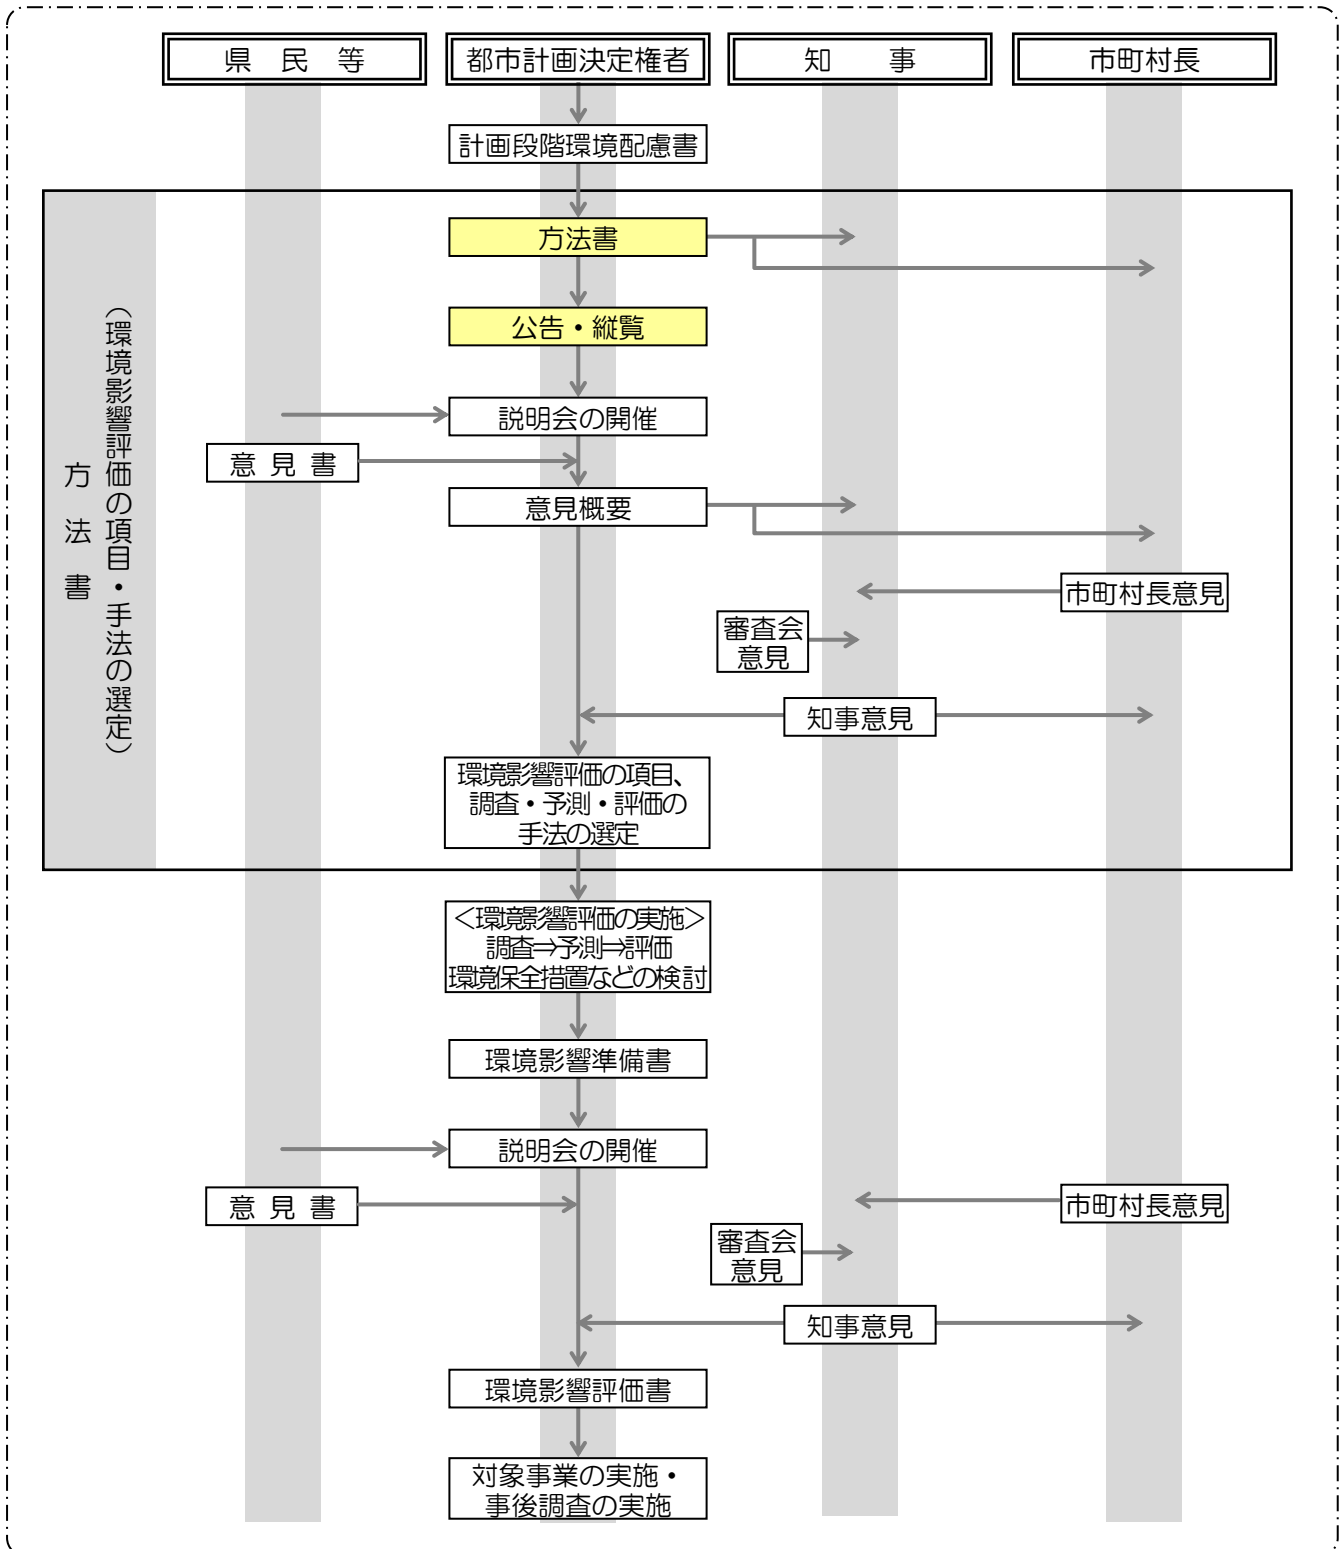 県　民　等
都市計画決定権者
知　　事
市町村長
計画段階環境配慮書
方　法　書
（環境影響評価の項目・手法の選定）
方法書
公告・縦覧
説明会の開催
意 見 書
意見概要
市町村長意見
審査会
意見
知事意見
環境影響評価の項目、
調査・予測・評価の
手法の選定
＜環境影響評価の実施＞
調査⇒予測⇒評価
環境保全措置などの検討
環境影響準備書
説明会の開催
意 見 書
市町村長意見
審査会
意見
知事意見
環境影響評価書
対象事業の実施・
事後調査の実施